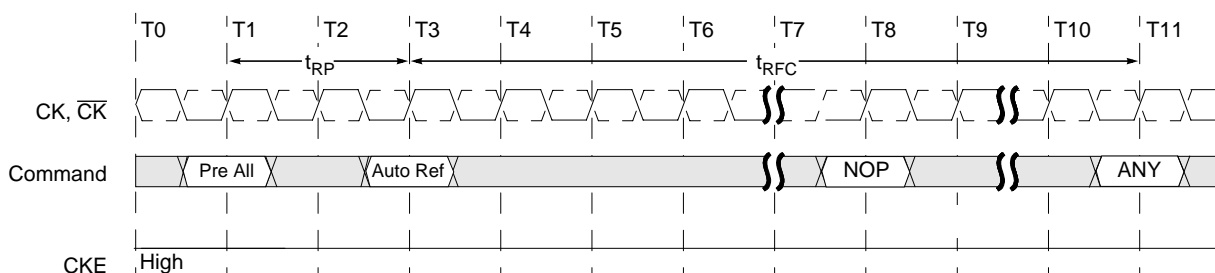 T0 T1 T2 T3 T4 T5 T6 T7 T8 T9 T10 T11
tRP tRFC
CK, C̅K̅
Command Pre All Auto Ref NOP ANY
CKE High